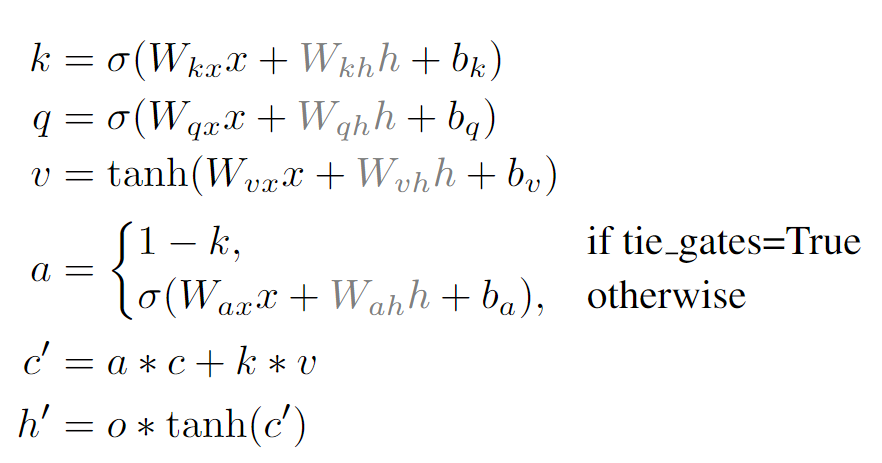 k = σ(W_{kx}x + W_{kh}h + b_k)
q = σ(W_{qx}x + W_{qh}h + b_q)
v = tanh(W_{vx}x + W_{vh}h + b_v)
a = { 1 − k, if tie_gates=True
σ(W_{ax}x + W_{ah}h + b_a), otherwise
c′ = a ∗ c + k ∗ v
h′ = o ∗ tanh(c′)